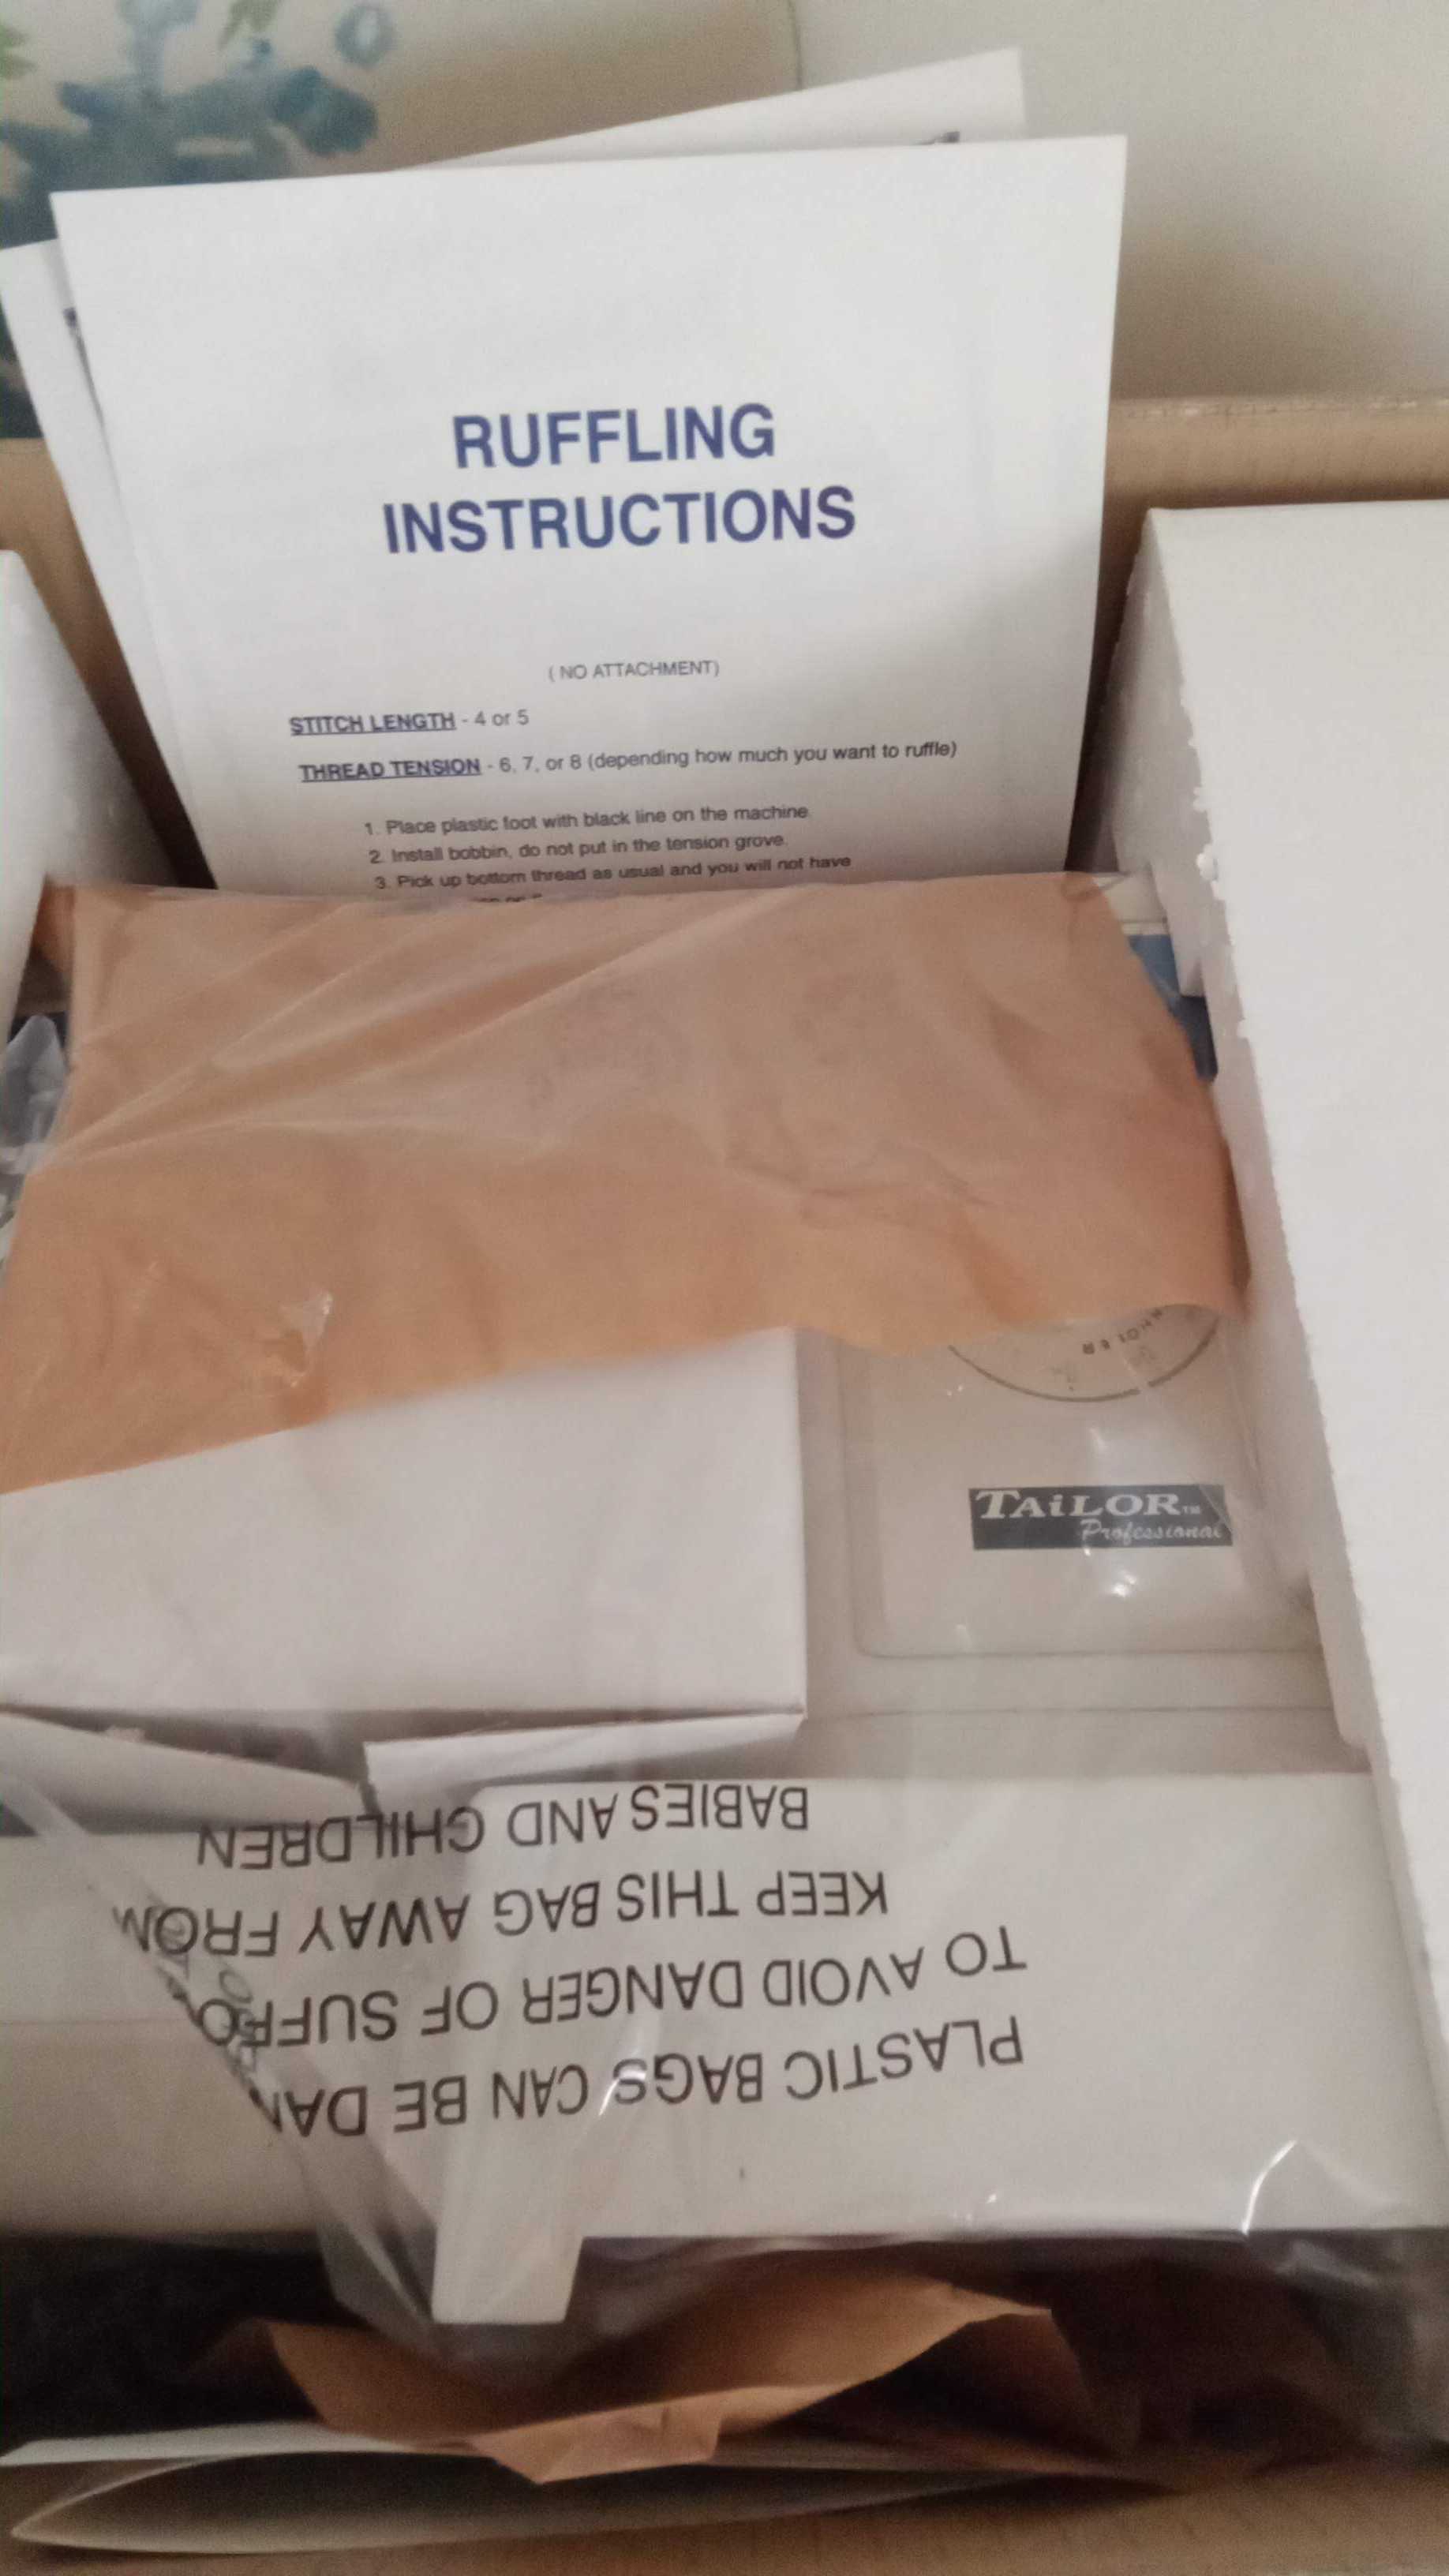 RUFFLING
INSTRUCTIONS
( NO ATTACHMENT)
STITCH LENGTH - 4 or 5
THREAD TENSION - 6, 7, or 8 (depending how much you want to ruffle)
1. Place plastic foot with black line on the machine.
2. Install bobbin, do not put in the tension grove.
3. Pick up bottom thread as usual and you will not have
TAiLOR™
Professional
PLASTIC BAGS CAN BE DAN
TO AVOID DANGER OF SUFFO
KEEP THIS BAG AWAY FROM
BABIES AND CHILDREN